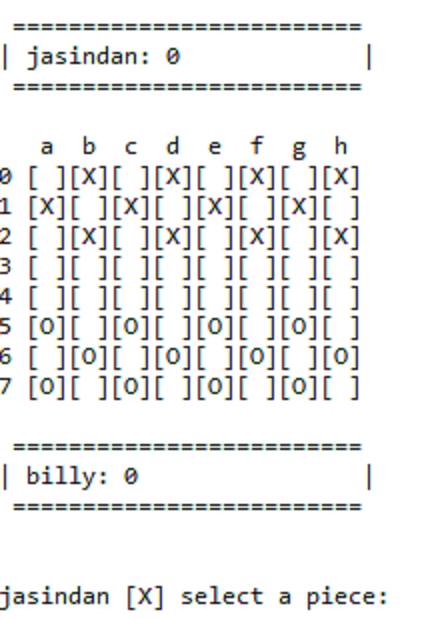 =========================
| jasindan: 0             |
=========================
a  b  c  d  e  f  g  h
0 [ ][X][ ][X][ ][X][ ][X]
1 [X][ ][X][ ][X][ ][X][ ]
2 [ ][X][ ][X][ ][X][ ][X]
3 [ ][ ][ ][ ][ ][ ][ ][ ]
4 [ ][ ][ ][ ][ ][ ][ ][ ]
5 [O][ ][O][ ][O][ ][O][ ]
6 [ ][O][ ][O][ ][O][ ][O]
7 [O][ ][O][ ][O][ ][O][ ]
=========================
| billy: 0                |
=========================
jasindan [X] select a piece: